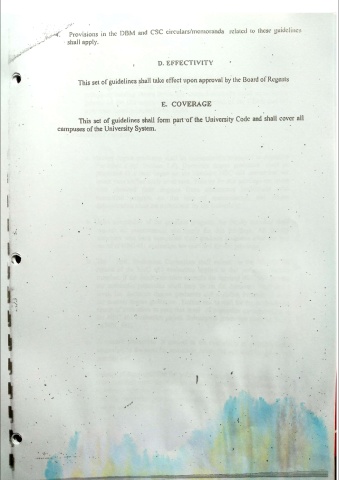 Provisions in the DBM and CSC circulars/memoranda related to these guidelines
shall apply.
D. EFFECTIVITY
This set of guidelines shall take effect upon approval by the Board of Regents
E. COVERAGE
This set of guidelines shall form part of the University Code and shall cover all
campuses of the University System.